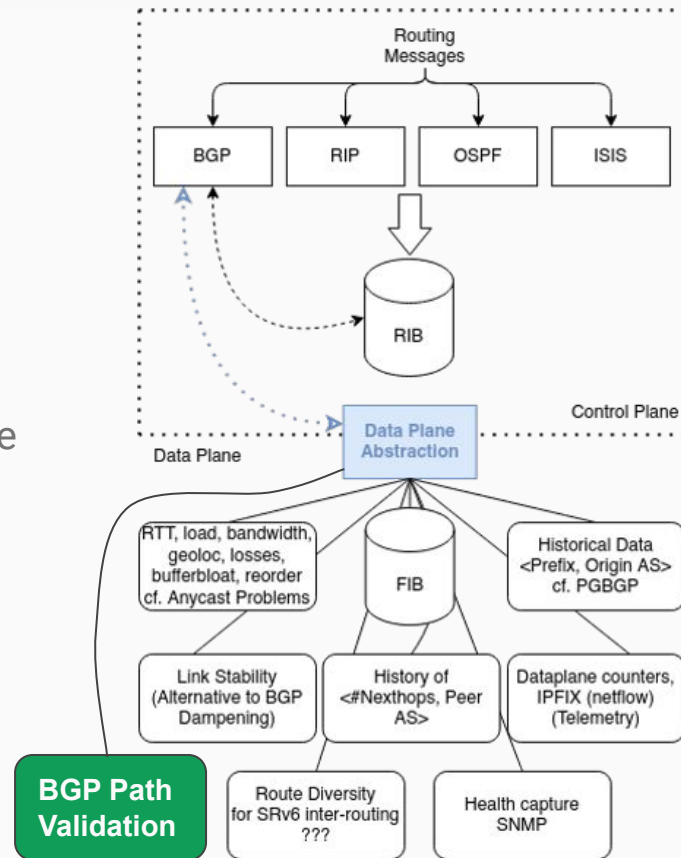 Routing
Messages
BGP
RIP
OSPF
ISIS
RIB
e
Control Plane
Data Plane
Data Plane
Abstraction
RTT, load, bandwidth,
geoloc, losses,
bufferbloat, reorder
cf. Anycast Problems
FIB
Historical Data
<Prefix, Origin AS>
cf. PGBGP
Link Stability
(Alternative to BGP
Dampening)
History of
<#Nexthops, Peer
AS>
Dataplane counters,
IPFIX (netflow)
(Telemetry)
BGP Path
Validation
Route Diversity
for SRv6 inter-routing
???
Health capture
SNMP